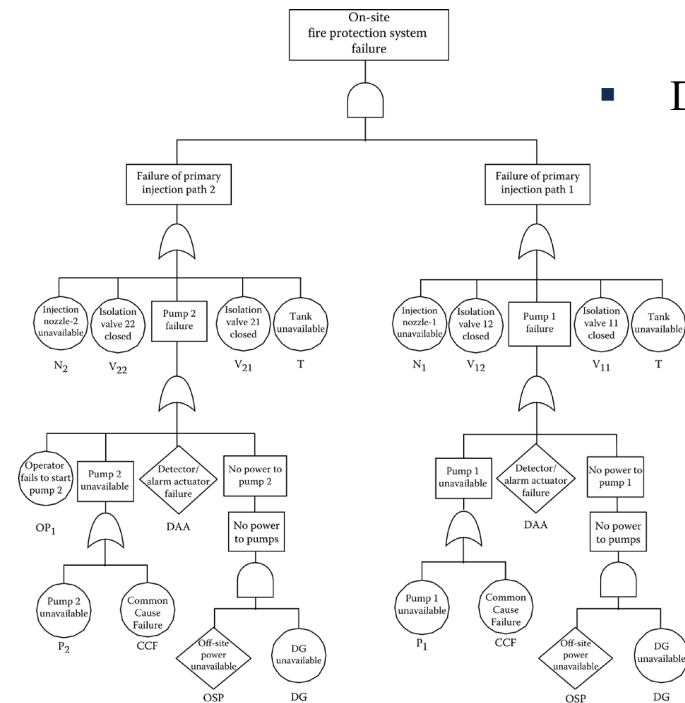 On-site
fire protection system
failure
D
Failure of primary
injection path 2
Failure of primary
injection path 1
Injection
nozzle-2
unavailable
Isolation
valve 22
closed
Pump 2
failure
Isolation
valve 21
closed
Tank
unavailable
Injection
nozzle-1
unavailable
Isolation
valve 12
closed
Pump 1
failure
Isolation
valve 11
closed
Tank
unavailable
N2
V22
V21
T
N1
V12
V11
T
Operator
fails to start
pump 2
Pump 2
unavailable
Detector/
alarm actuator
failure
No power to
pump 2
Pump 1
unavailable
Detector/
alarm actuator
failure
No power to
pump 1
OP1
DAA
No power
to pumps
DAA
No power
to pumps
Pump 2
unavailable
Common
Cause
Failure
Pump 1
unavailable
Common
Cause
Failure
P2
CCF
Off-site
power
unavailable
DG
unavailable
P1
CCF
Off-site
power
unavailable
DG
unavailable
OSP
DG
OSP
DG